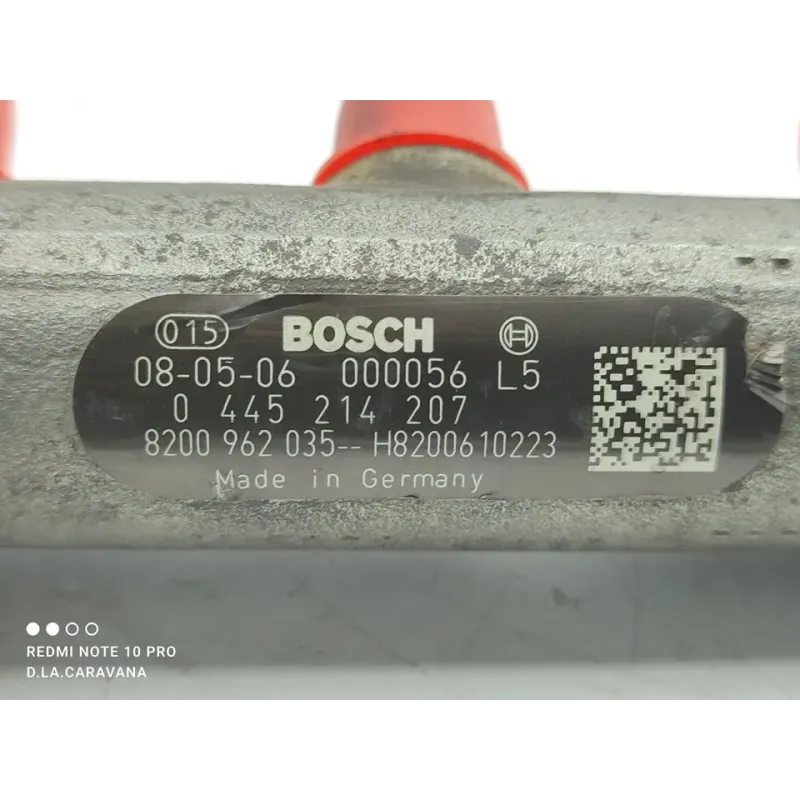 015 BOSCH
08-05-06 000056 L5
0 445 214 207
8200 962 035-- H8200610223
Made in Germany
REDMI NOTE 10 PRO
D.LA.CARAVANA